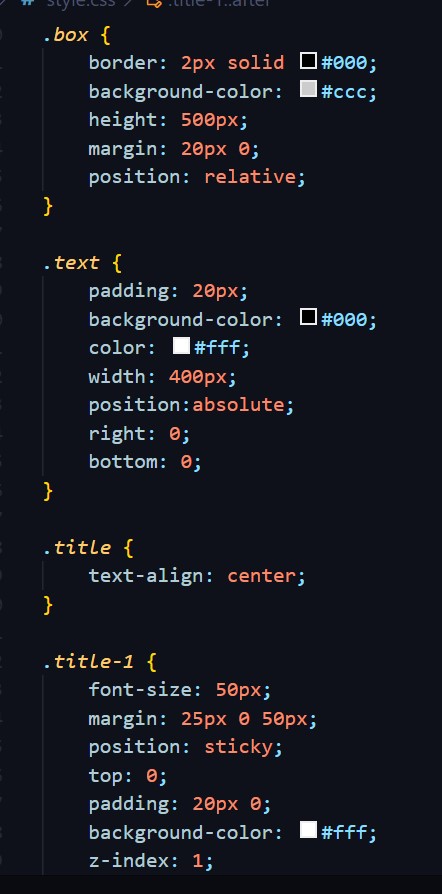 # style.css > .title-1::after
.box {
    border: 2px solid #000;
    background-color: #ccc;
    height: 500px;
    margin: 20px 0;
    position: relative;
}

.text {
    padding: 20px;
    background-color: #000;
    color: #fff;
    width: 400px;
    position:absolute;
    right: 0;
    bottom: 0;
}

.title {
    text-align: center;
}

.title-1 {
    font-size: 50px;
    margin: 25px 0 50px;
    position: sticky;
    top: 0;
    padding: 20px 0;
    background-color: #fff;
    z-index: 1;